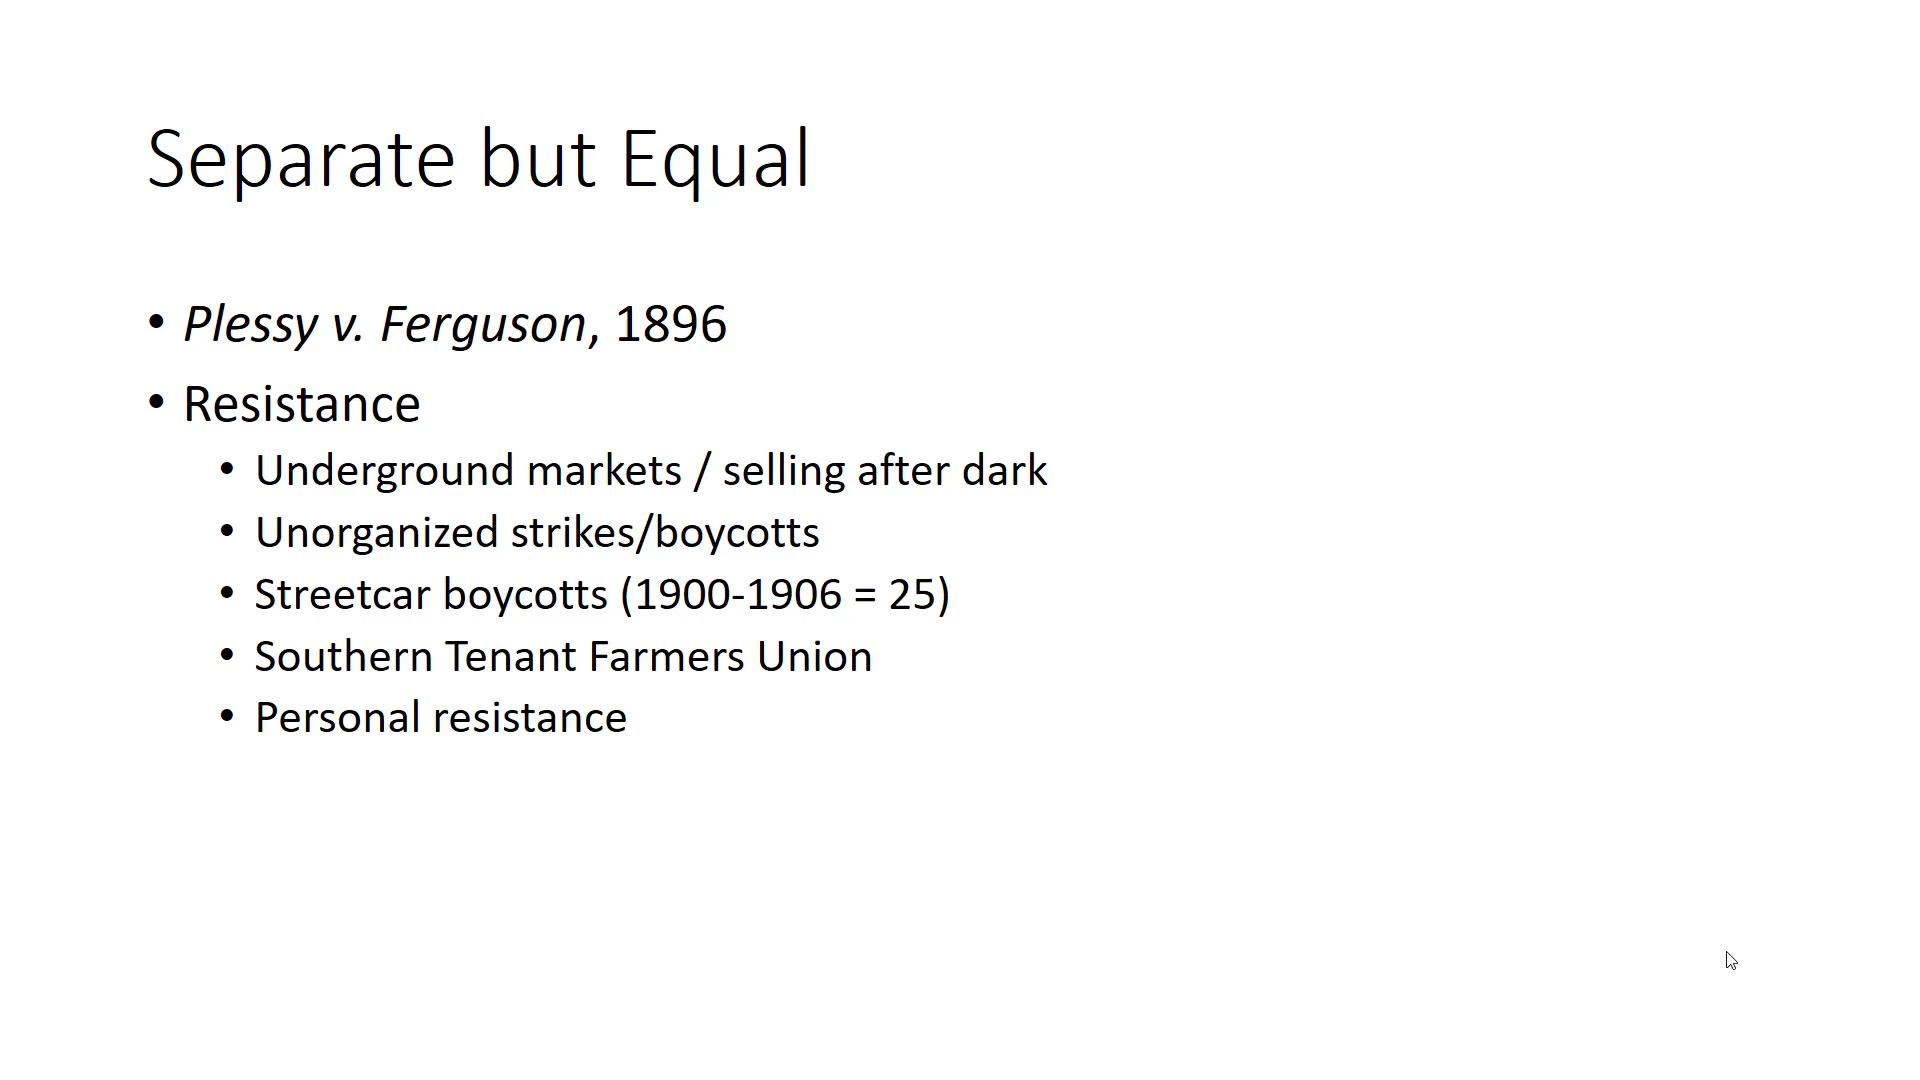 Separate but Equal
• Plessy v. Ferguson, 1896
• Resistance
• Underground markets / selling after dark
• Unorganized strikes/boycotts
• Streetcar boycotts (1900-1906 = 25)
• Southern Tenant Farmers Union
• Personal resistance